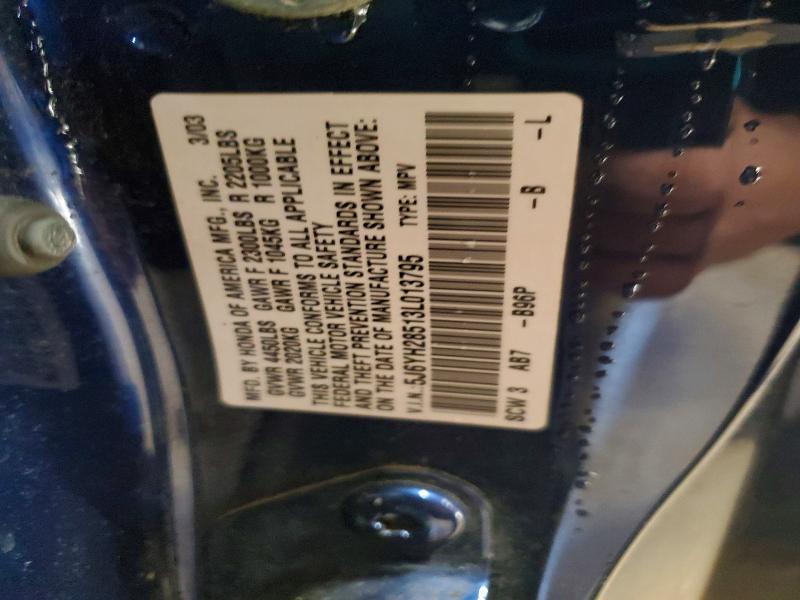 MFD. BY HONDA OF AMERICA MFG., INC. 3/03
GVWR 4450LBS GAWR F 2300LBS R 2205LBS
GVWR 2020KG GAWR F 1045KG R 1000KG
THIS VEHICLE CONFORMS TO ALL APPLICABLE
FEDERAL MOTOR VEHICLE SAFETY
AND THEFT PREVENTION STANDARDS IN EFFECT
ON THE DATE OF MANUFACTURE SHOWN ABOVE:
V.I.N: 5J6YH28513L013795 TYPE: MPV
SCW 3 AB7 -B96P -B -L